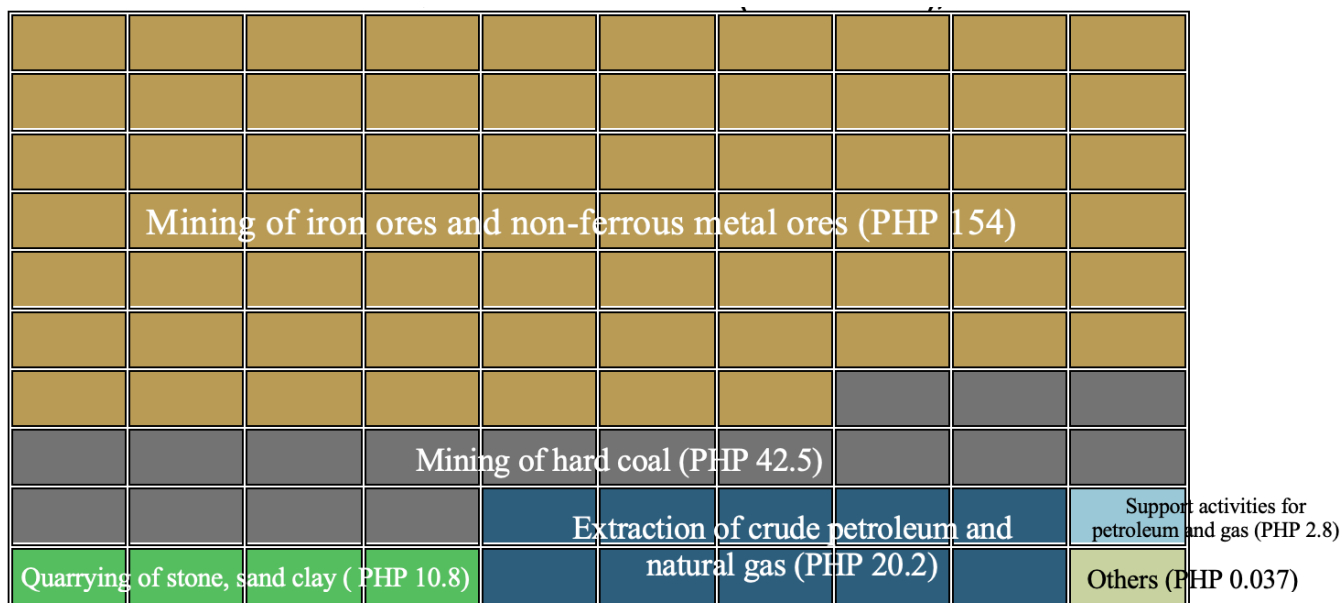 Mining of iron ores and non-ferrous metal ores (PHP 154)
Mining of hard coal (PHP 42.5)
Extraction of crude petroleum and
natural gas (PHP 20.2)
Support activities for
petroleum and gas (PHP 2.8)
Quarrying of stone, sand clay ( PHP 10.8)
Others (PHP 0.037)